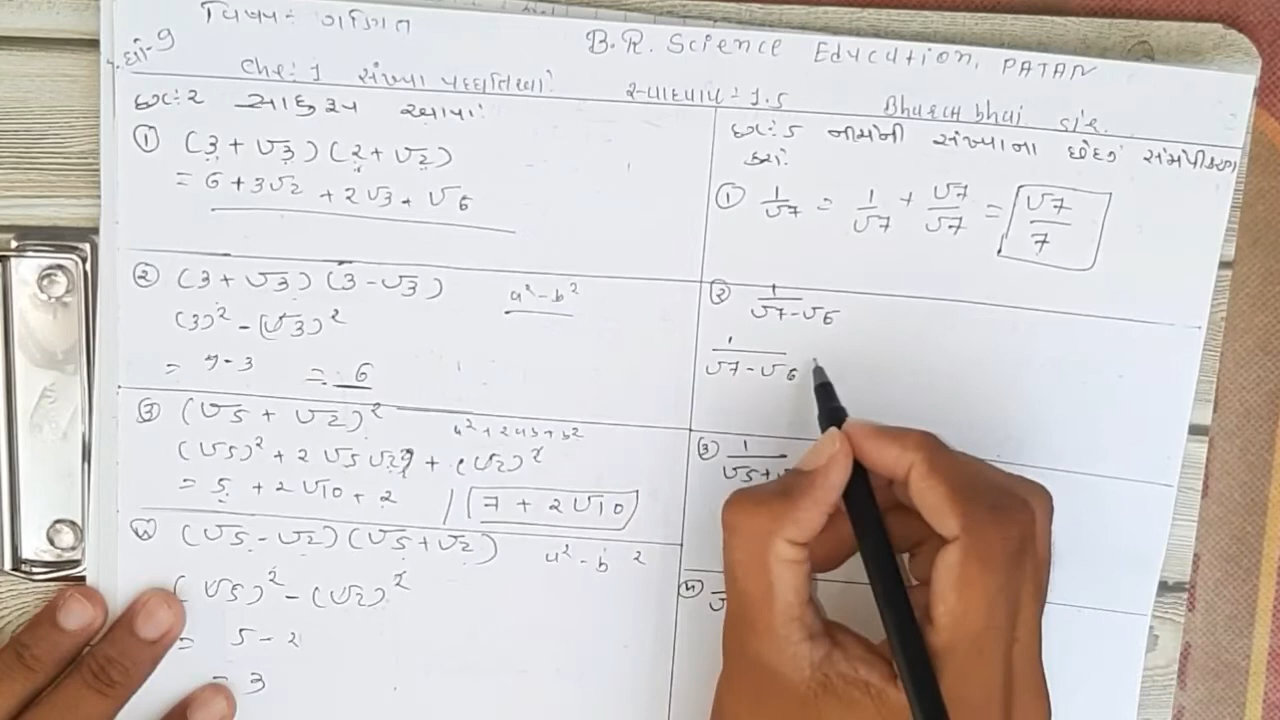 વિષય :- ગણિત
ધો-9
B.R. Science Education, PATAN
ch: 1 સંખ્યા પદ્ધતિઓ સ્વાધ્યાય = 1.5 Bharat bhai sir.
પ્ર: ૨ સાદુંરૂપ આપો:
① (3 + √3) (2 + √2)
= 6 + 3√2 + 2√3 + √6
② (3 + √3) (3 - √3) a² - b²
(3)² - (√3)²
= 9 - 3 = 6
③ (√5 + √2)² a² + 2ab + b²
(√5)² + 2 √5 √2 + (√2)²
= 5 + 2√10 + 2 7 + 2√10
(√5 - √2) (√5 + √2) a² - b²
(√5)² - (√2)²
= 5 - 2
= 3
પ્ર: 5 નીચેની સંખ્યાના છેદનું સંમેયીકરણ
કરો:
① 1/√7 = 1/√7 + √7/√7 = √7/7
② 1/√7-√6
1/√7-√6
③ 1/√5+